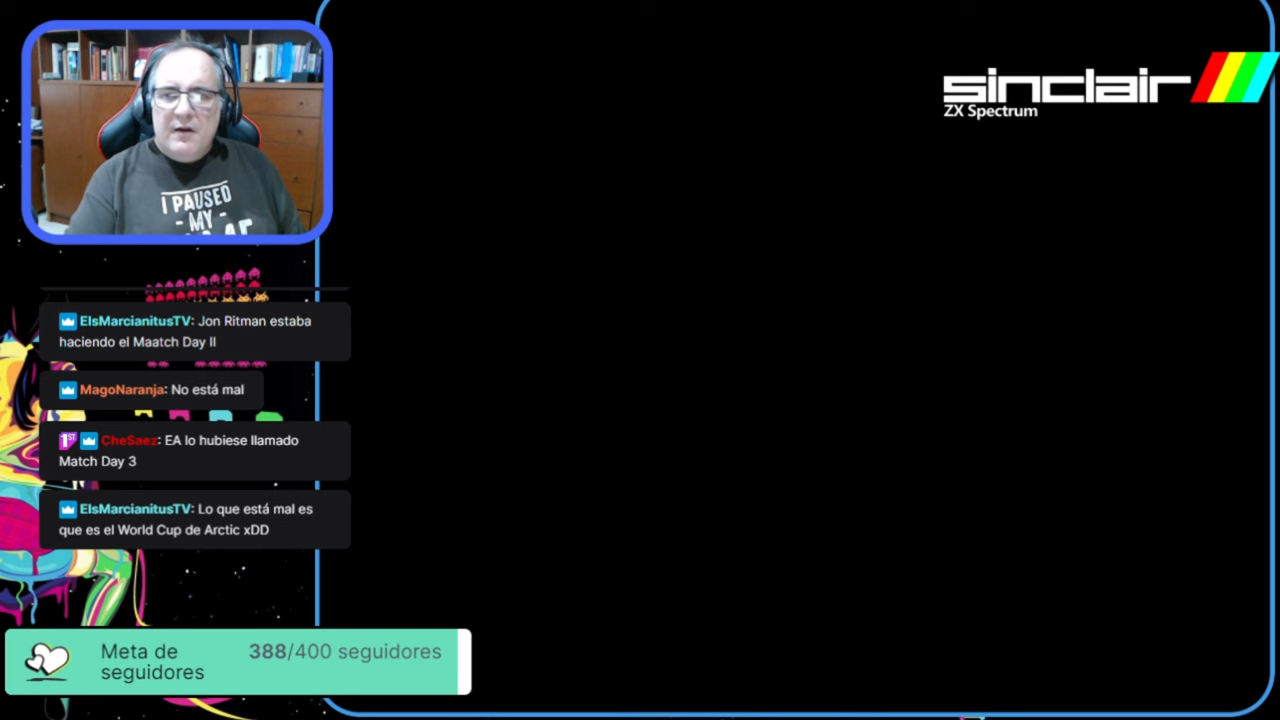 sinclair
ZX Spectrum
I PAUSED
- MY -
ElsMarcianitusTV: Jon Ritman estaba
haciendo el Maatch Day II
MagoNaranja: No está mal
1ST CheSaez: EA lo hubiese llamado
Match Day 3
ElsMarcianitusTV: Lo que está mal es
que es el World Cup de Arctic xDD
Meta de
seguidores
388/400 seguidores